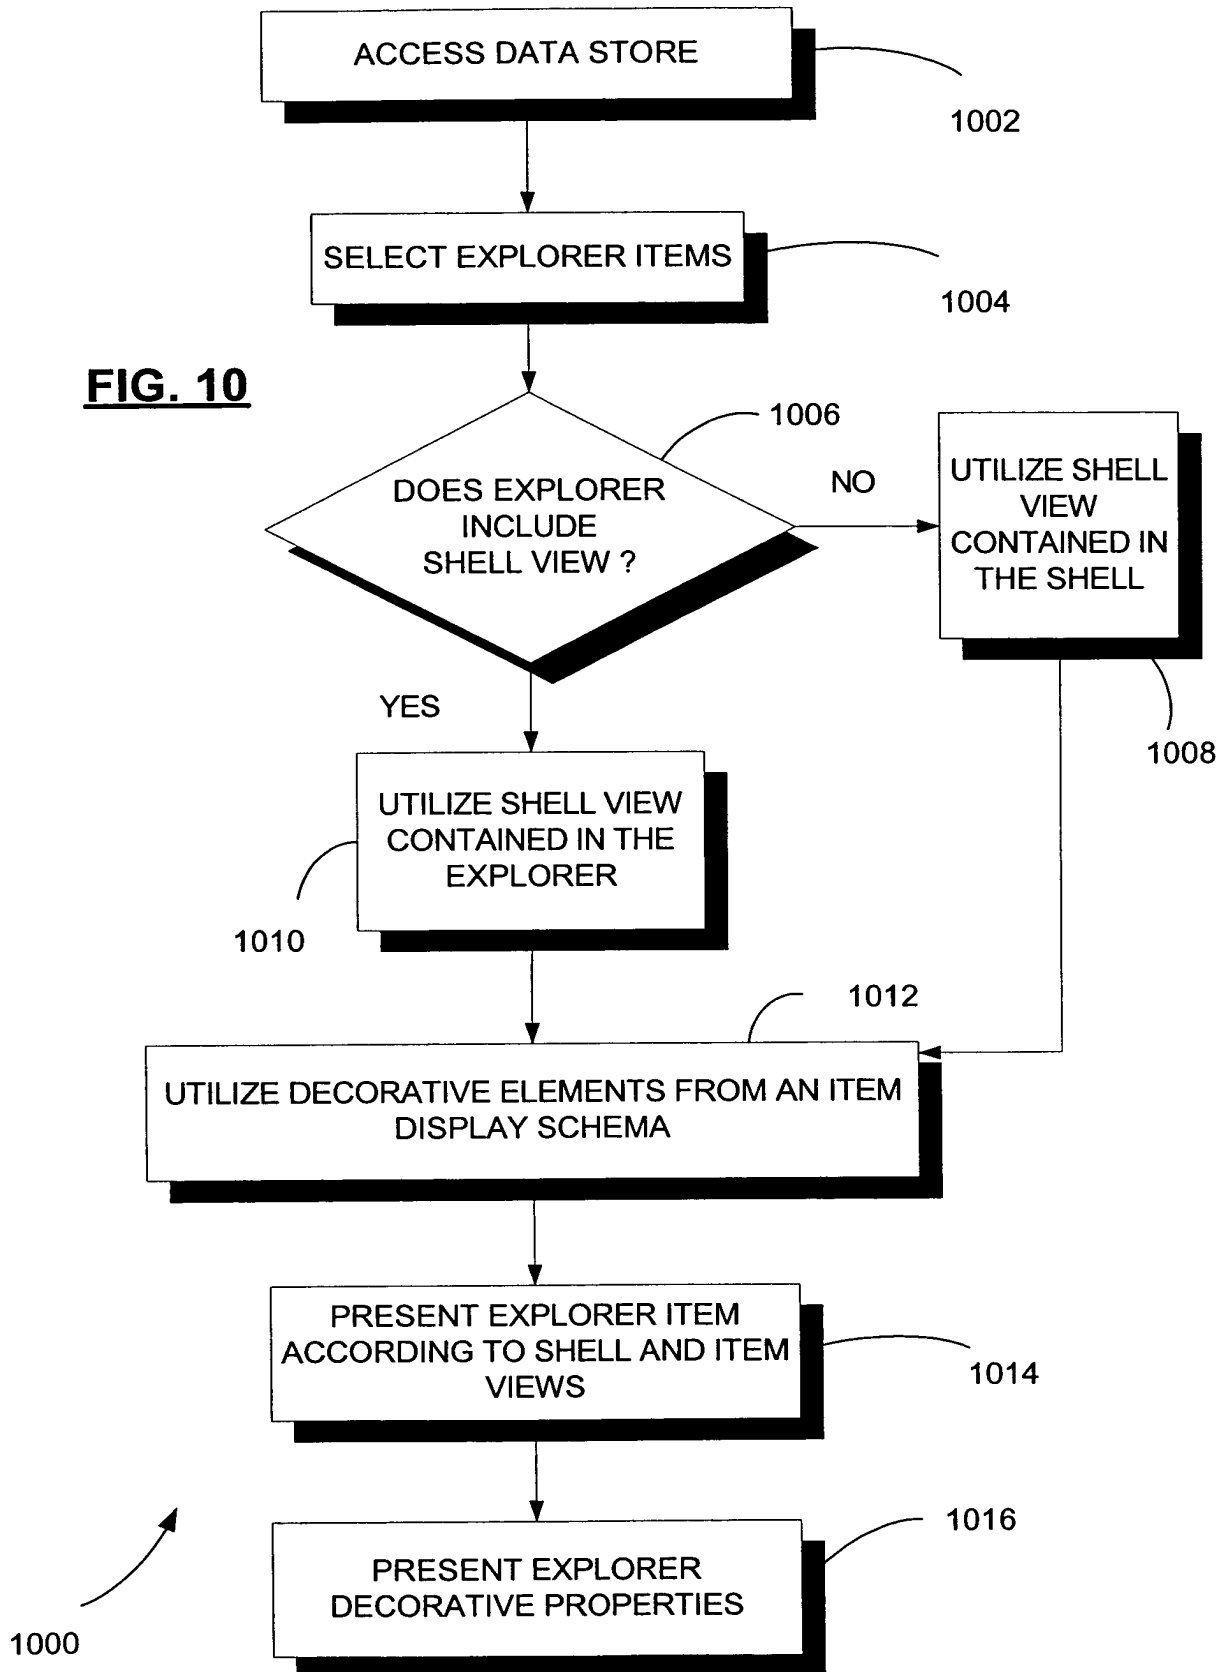 ACCESS DATA STORE
1002
SELECT EXPLORER ITEMS
1004
FIG. 10
1006
DOES EXPLORER
INCLUDE
SHELL VIEW ?
NO
UTILIZE SHELL
VIEW
CONTAINED IN
THE SHELL
1008
YES
UTILIZE SHELL VIEW
CONTAINED IN THE
EXPLORER
1010
1012
UTILIZE DECORATIVE ELEMENTS FROM AN ITEM
DISPLAY SCHEMA
PRESENT EXPLORER ITEM
ACCORDING TO SHELL AND ITEM
VIEWS
1014
1016
PRESENT EXPLORER
DECORATIVE PROPERTIES
1000